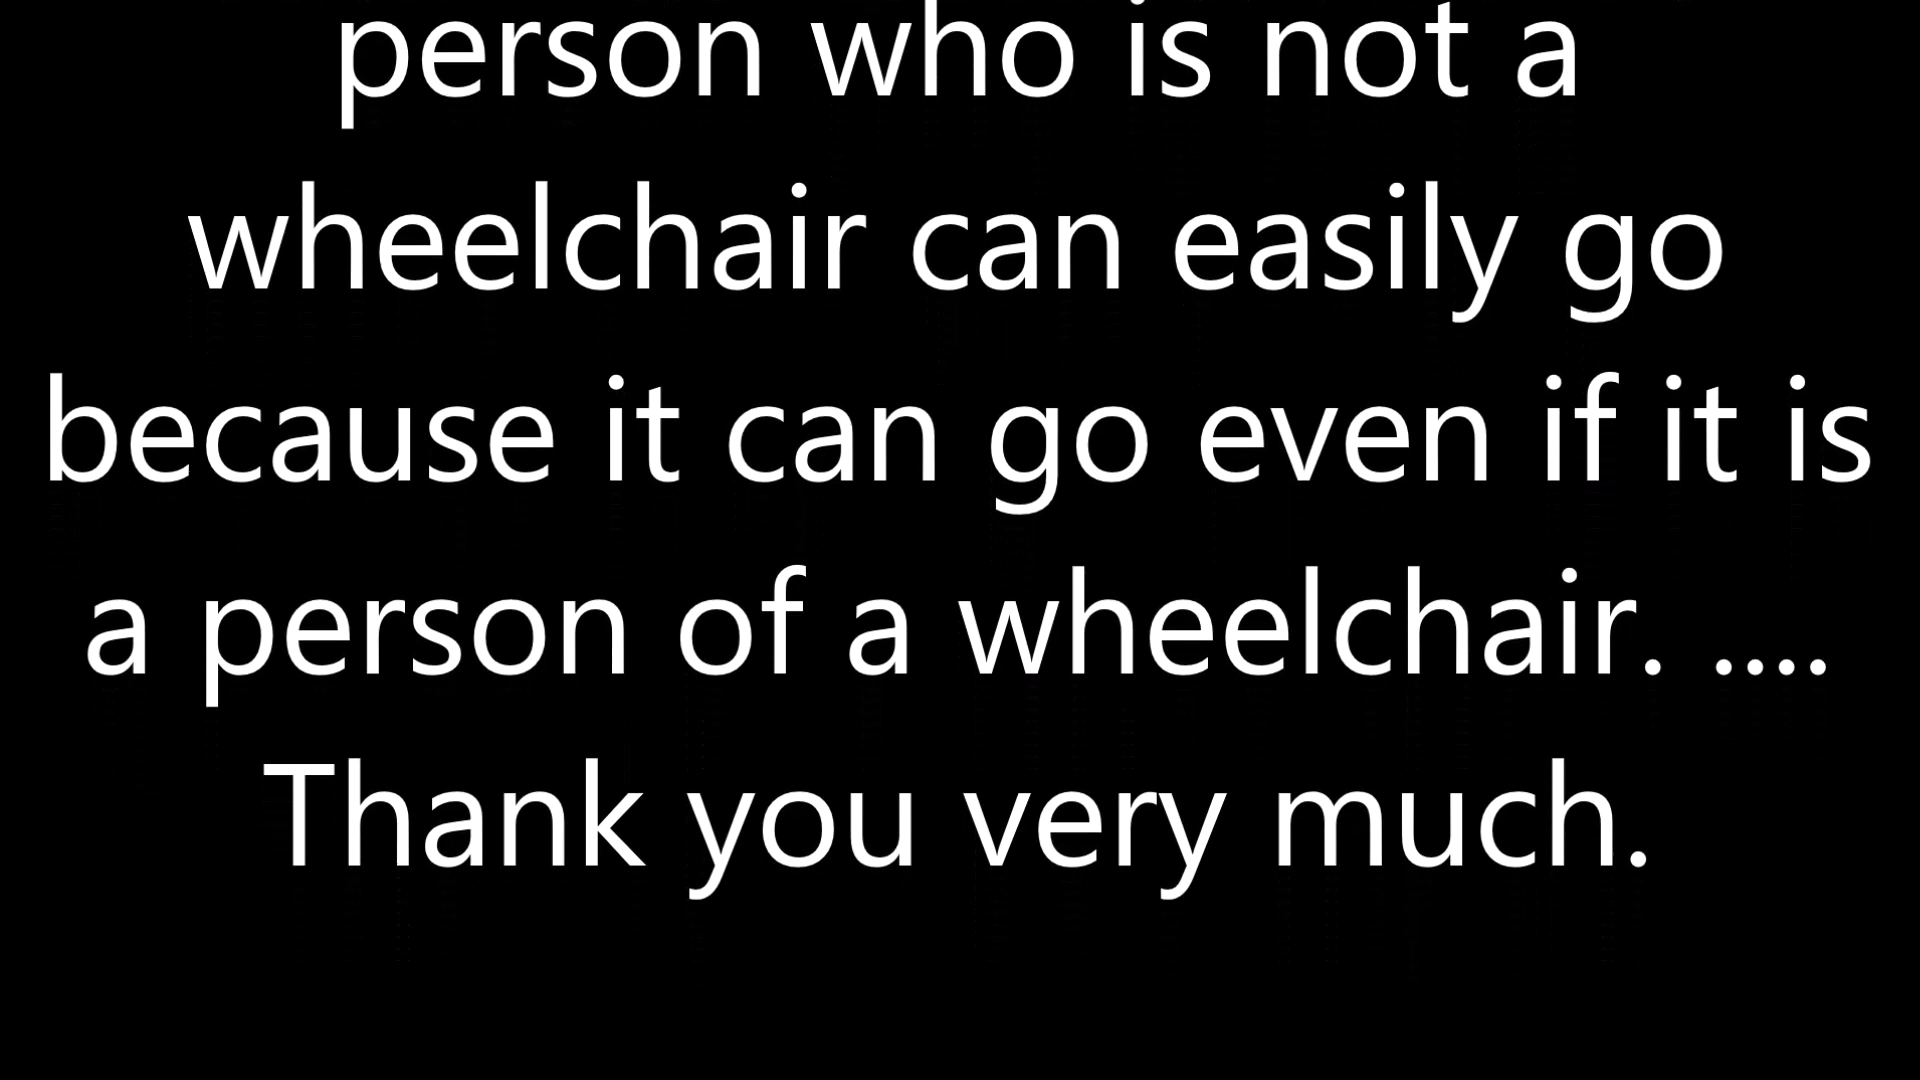 person who is not a
wheelchair can easily go
because it can go even if it is
a person of a wheelchair. ....
Thank you very much.